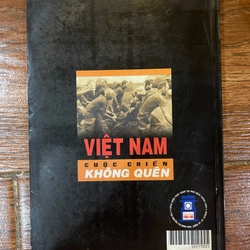 VIỆT NAM
CUỘC CHIẾN
KHÔNG QUÊN